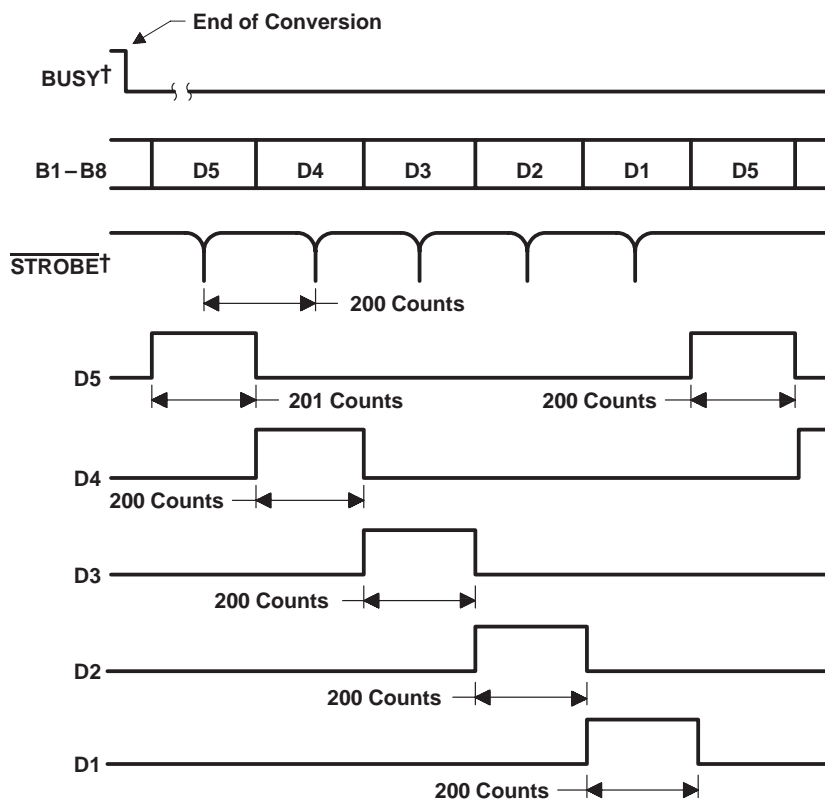 End of Conversion
BUSY†
B1–B8 D5 D4 D3 D2 D1 D5
STROBE†
200 Counts
D5
201 Counts 200 Counts
D4
200 Counts
D3
200 Counts
D2
200 Counts
D1
200 Counts